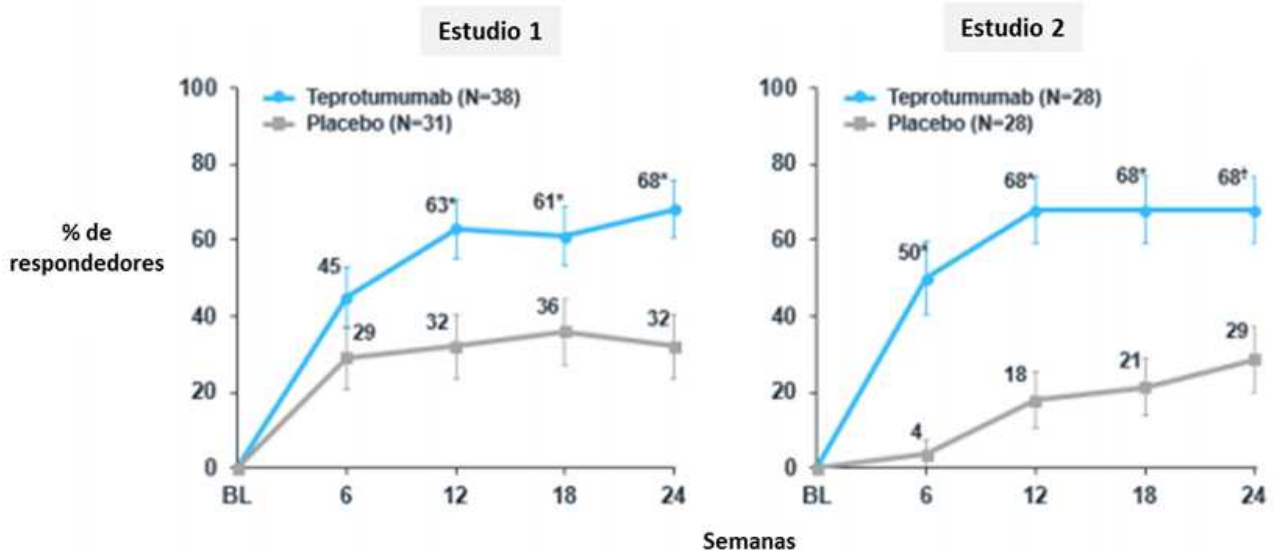 Estudio 1
100
80
60
40
20
0
Teprotumumab (N=38)
Placebo (N=31)
45
63*
61*
68*
29
32
36
32
BL 6 12 18 24
% de
respondedores
Estudio 2
100
80
60
40
20
0
Teprotumumab (N=28)
Placebo (N=28)
50*
68*
68*
68†
4
18
21
29
BL 6 12 18 24
Semanas